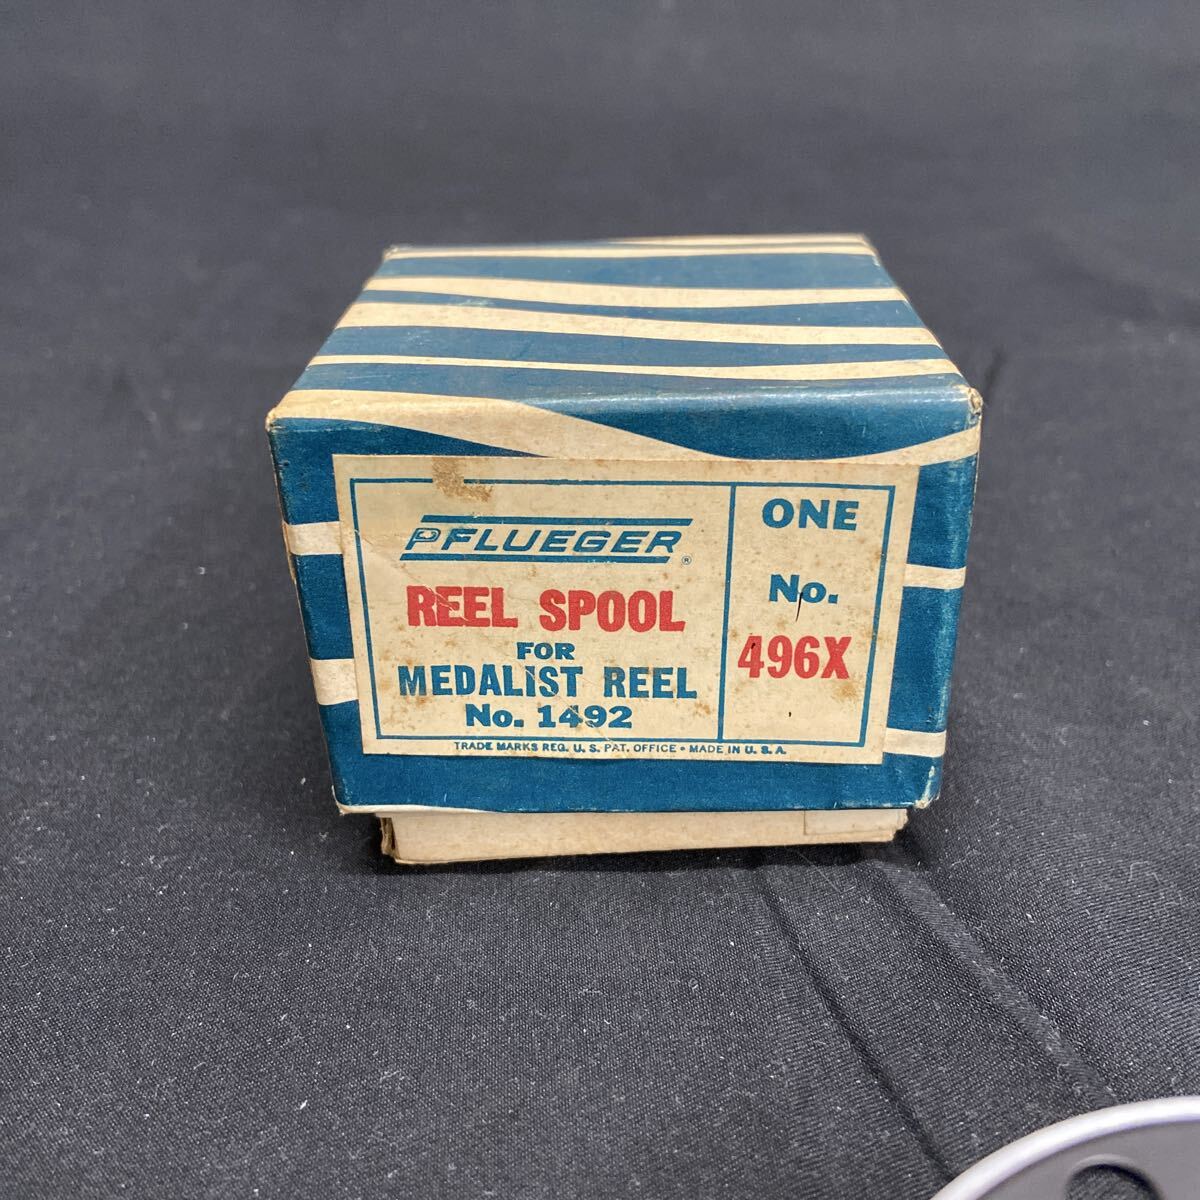 PFLUEGER ®
REEL SPOOL
FOR
MEDALIST REEL
No. 1492
ONE
No.
496X
TRADE MARKS REG. U. S. PAT. OFFICE • MADE IN U. S. A.